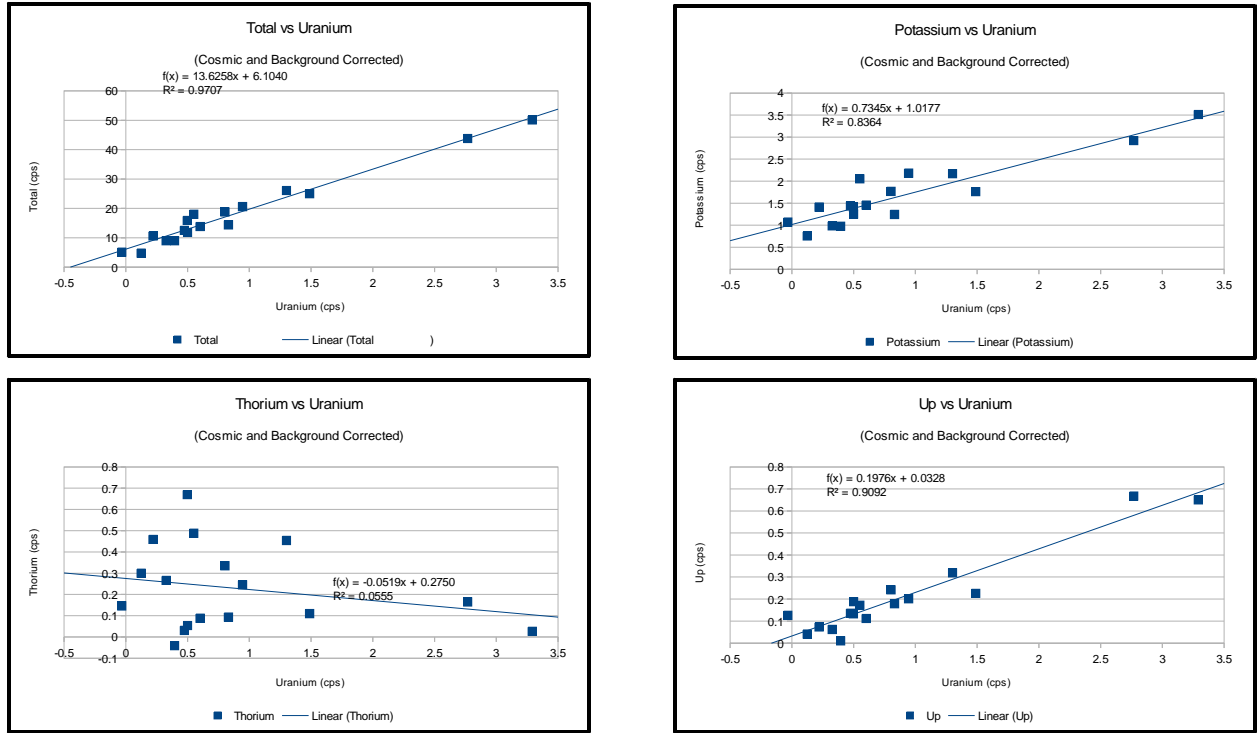 Total vs Uranium
(Cosmic and Background Corrected)
f(x) = 13.6258x + 6.1040
R² = 0.9707
60
50
40
30
20
10
0
-0.5 0 0.5 1 1.5 2 2.5 3 3.5
Total (cps)
Uranium (cps)
Total Linear (Total )
Potassium vs Uranium
(Cosmic and Background Corrected)
f(x) = 0.7345x + 1.0177
R² = 0.8364
4
3.5
3
2.5
2
1.5
1
0.5
0
-0.5 0 0.5 1 1.5 2 2.5 3 3.5
Potassium (cps)
Uranium (cps)
Potassium Linear (Potassium)
Thorium vs Uranium
(Cosmic and Background Corrected)
0.8
0.7
0.6
0.5
0.4
0.3
0.2
0.1
0
-0.1
f(x) = -0.0519x + 0.2750
R² = 0.0555
-0.5 0 0.5 1 1.5 2 2.5 3 3.5
Thorium (cps)
Uranium (cps)
Thorium Linear (Thorium)
Up vs Uranium
(Cosmic and Background Corrected)
f(x) = 0.1976x + 0.0328
R² = 0.9092
0.8
0.7
0.6
0.5
0.4
0.3
0.2
0.1
0
-0.5 0 0.5 1 1.5 2 2.5 3 3.5
Up (cps)
Uranium (cps)
Up Linear (Up)